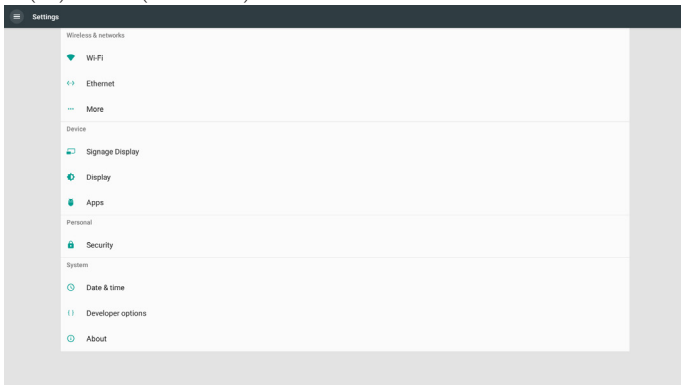 Settings
Wireless & networks
Wi-Fi
Ethernet
More
Device
Signage Display
Display
Apps
Personal
Security
System
Date & time
Developer options
About